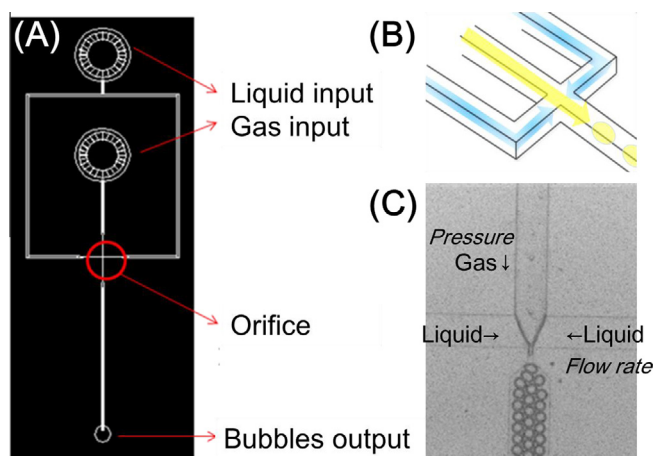 (A)
Liquid input
Gas input
Orifice
Bubbles output
(B)
(C)
Pressure
Gas ↓
Liquid→ ←Liquid
Flow rate